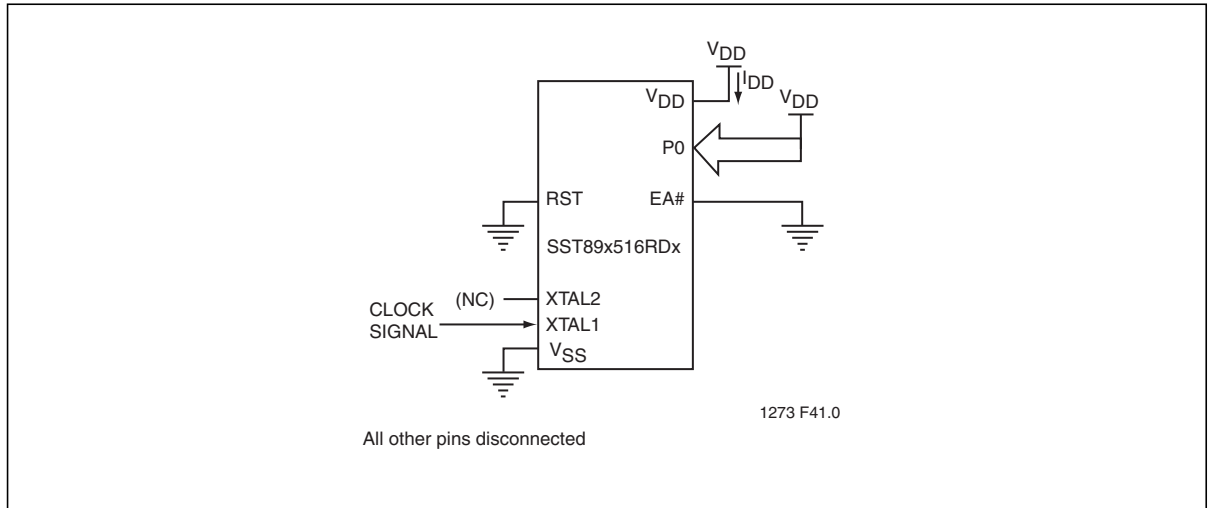 VDD
IDD
VDD
VDD
P0
RST
EA#
SST89x516RDx
(NC)
XTAL2
CLOCK
SIGNAL
XTAL1
VSS
1273 F41.0
All other pins disconnected